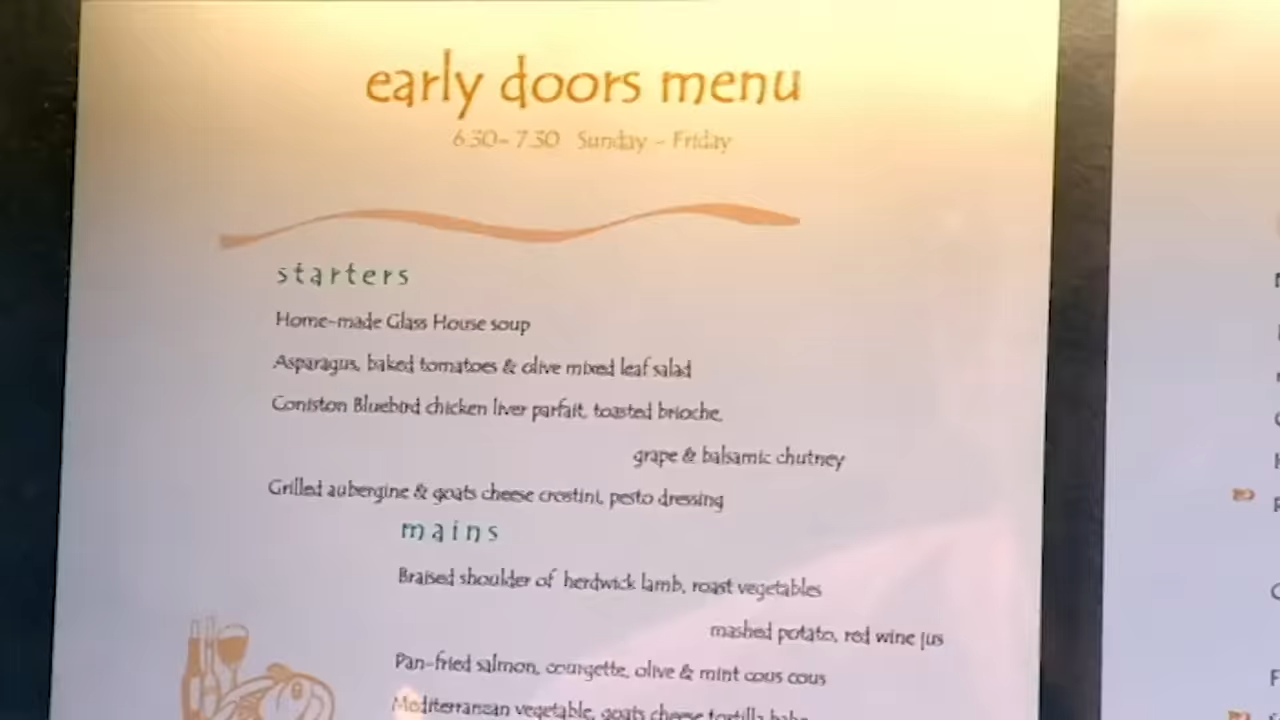 early doors menu
6.30- 7.30 Sunday - Friday
starters
Home-made Glass House soup
Asparagus, baked tomatoes & olive mixed leaf salad
Coniston Bluebird chicken liver parfait, toasted brioche,
grape & balsamic chutney
Grilled aubergine & goats cheese crostini, pesto dressing
mains
Braised shoulder of herdwick lamb, roast vegetables
mashed potato, red wine jus
Pan-fried salmon, courgette, olive & mint cous cous
Mediterranean vegetable, goats cheese tortilla bake